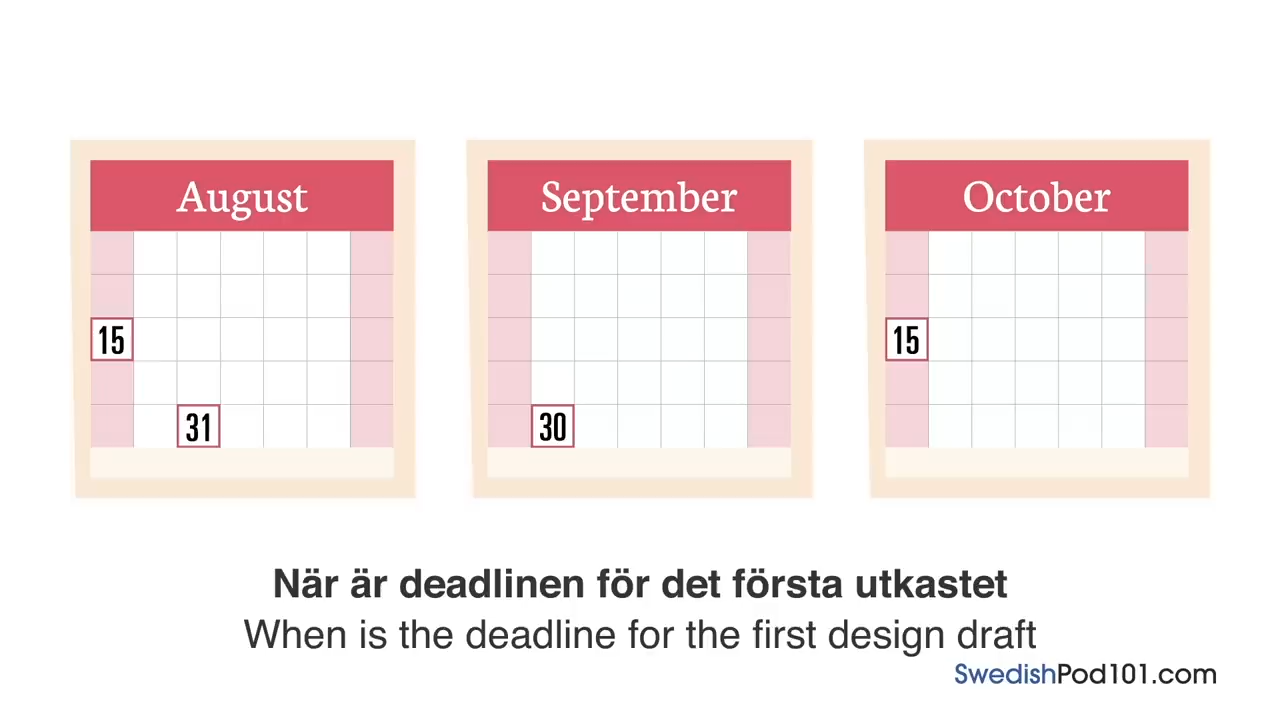 August
September
October
15
15
31
30
När är deadlinen för det första utkastet
When is the deadline for the first design draft
SwedishPod101.com